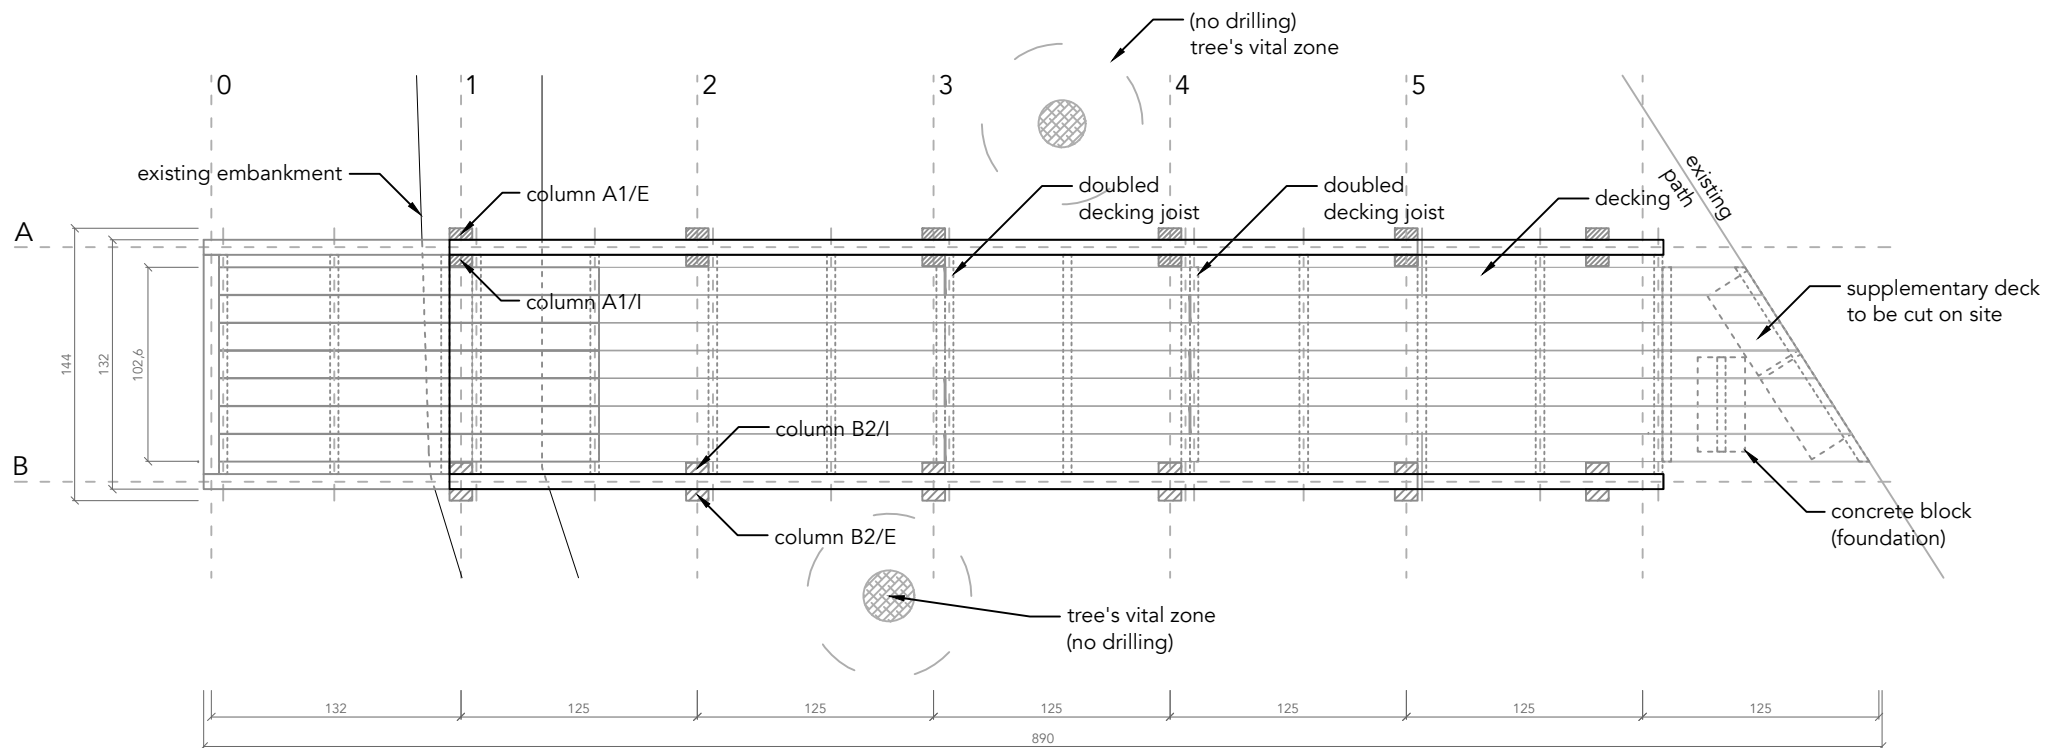 (no drilling)
tree's vital zone
0
1
2
3
4
5
existing embankment
column A1/E
doubled
decking joist
doubled
decking joist
decking
existing
path
A
column A1/I
supplementary deck
to be cut on site
144
132
102,6
column B2/I
B
concrete block
(foundation)
column B2/E
tree's vital zone
(no drilling)
132
125
125
125
125
125
125
890